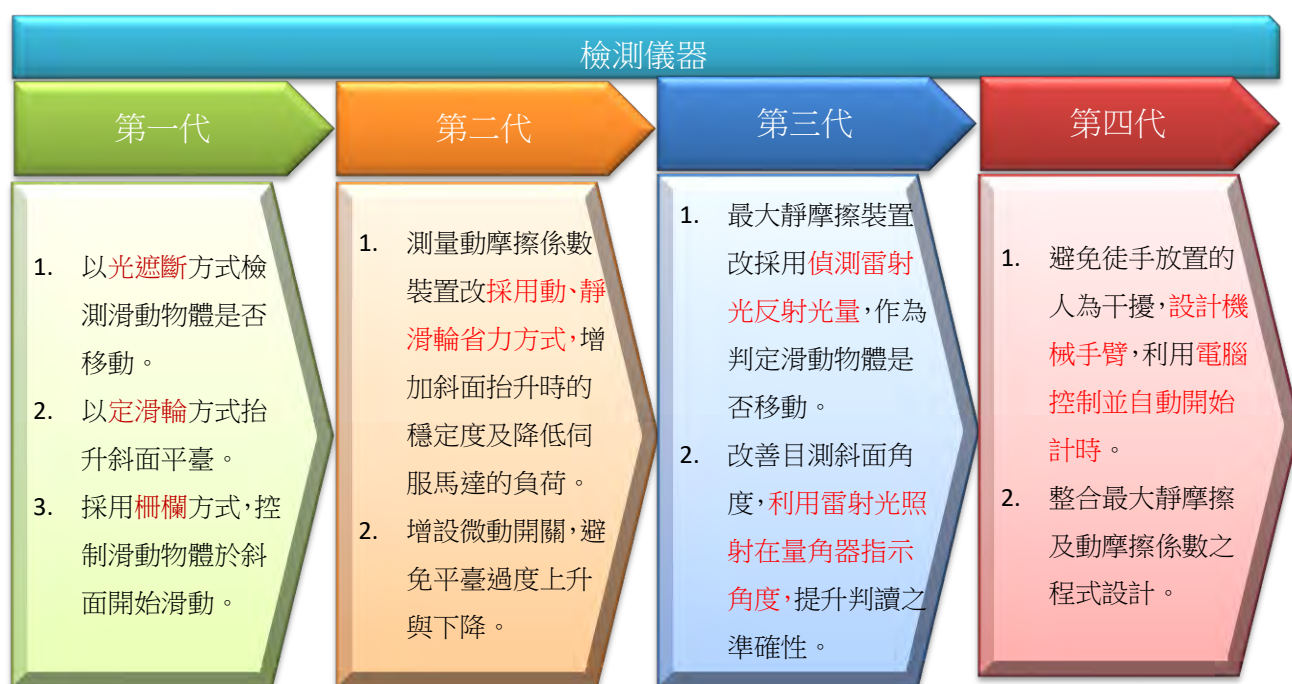 檢測儀器
第一代
1. 以光遮斷方式檢
測滑動物體是否
移動。
2. 以定滑輪方式抬
升斜面平臺。
3. 採用柵欄方式,控
制滑動物體於斜
面開始滑動。
第二代
1. 測量動摩擦係數
裝置改採用動、靜
滑輪省力方式,增
加斜面抬升時的
穩定度及降低伺
服馬達的負荷。
2. 增設微動開關,避
免平臺過度上升
與下降。
第三代
1. 最大靜摩擦裝置
改採用偵測雷射
光反射光量,作為
判定滑動物體是
否移動。
2. 改善目測斜面角
度,利用雷射光照
射在量角器指示
角度,提升判讀之
準確性。
第四代
1. 避免徒手放置的
人為干擾,設計機
械手臂,利用電腦
控制並自動開始
計時。
2. 整合最大靜摩擦
及動摩擦係數之
程式設計。